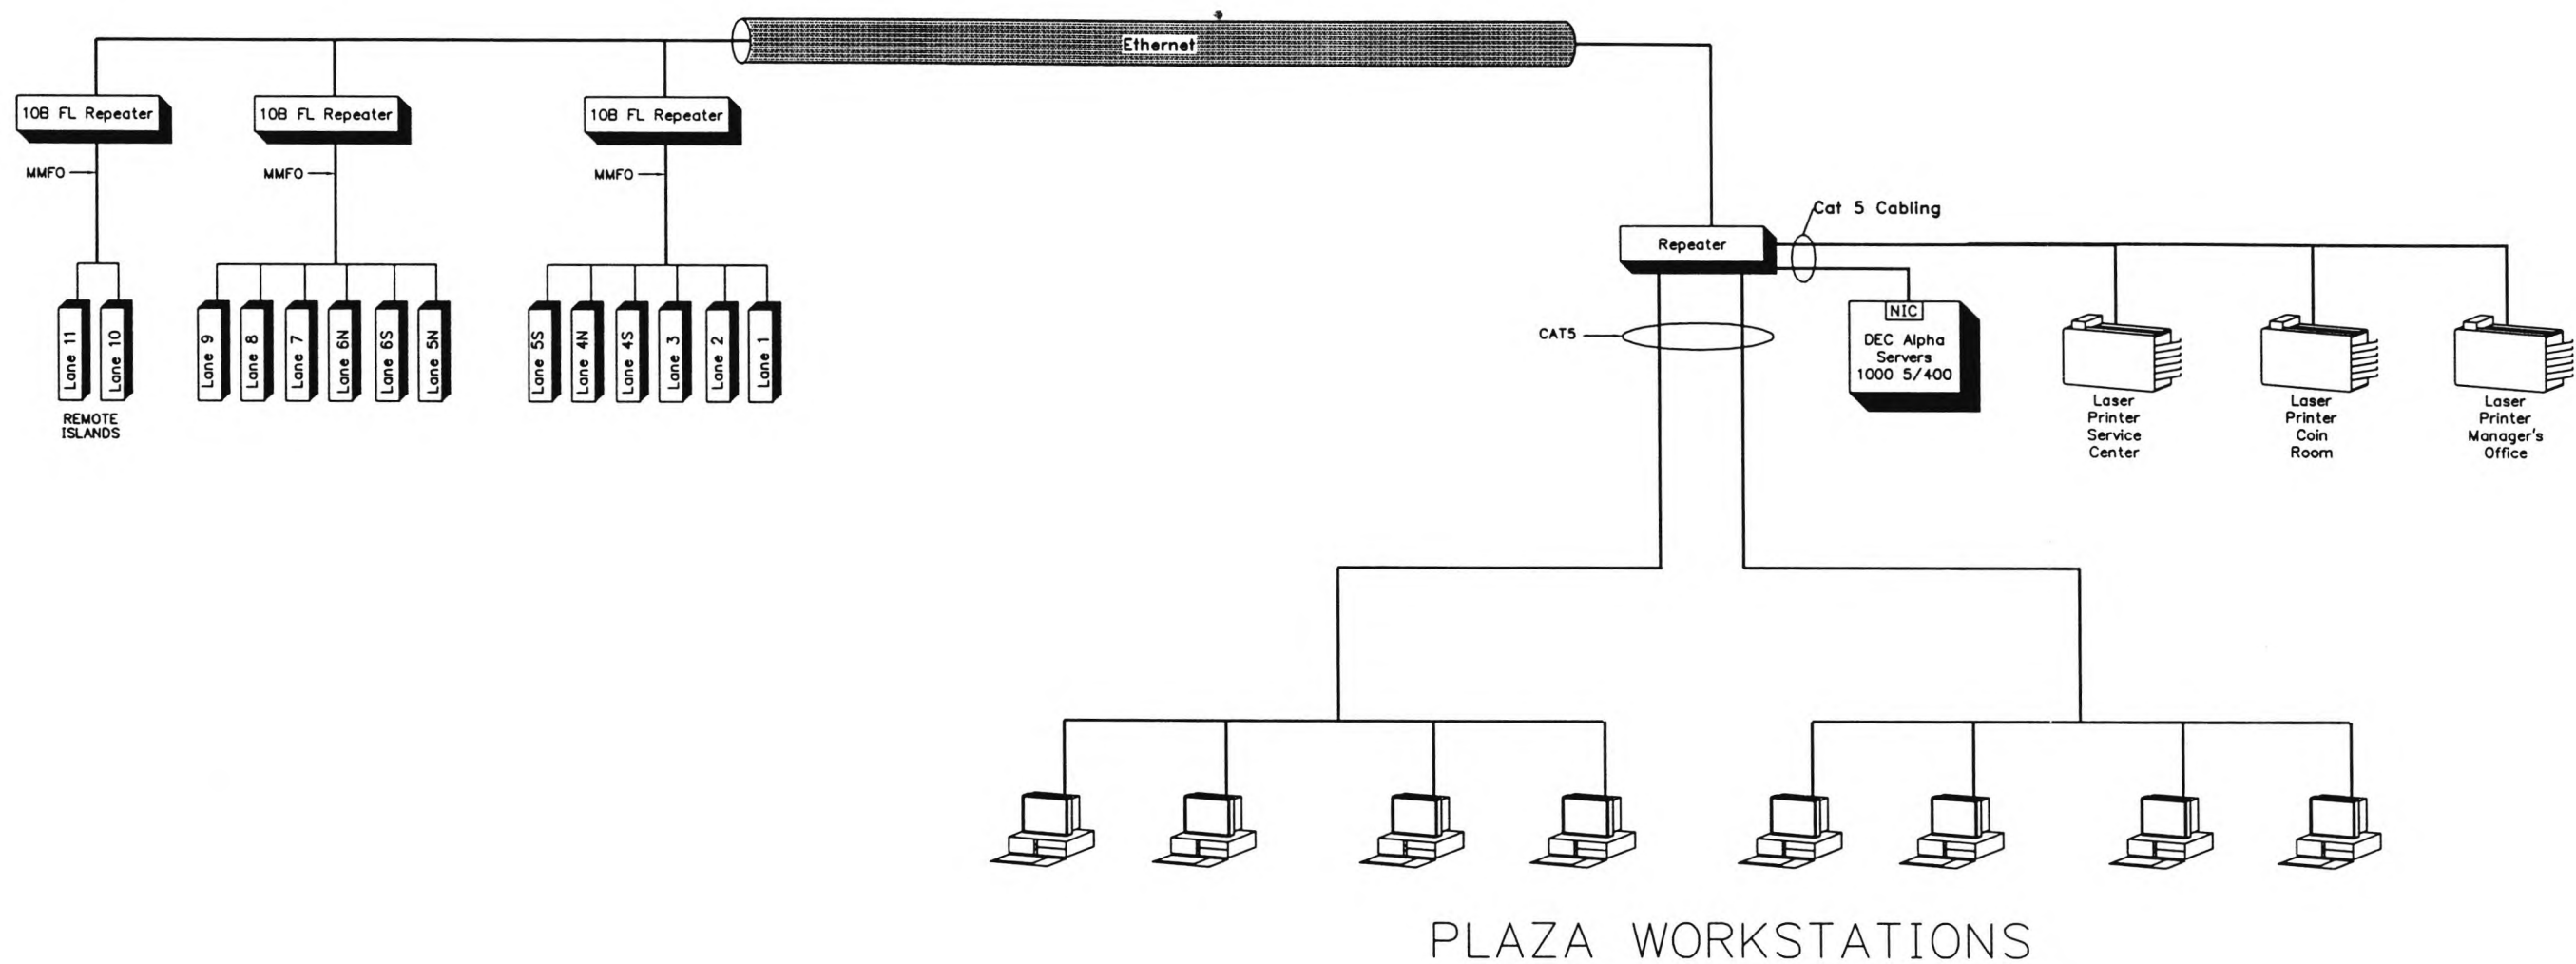 Ethernet
10B FL Repeater
10B FL Repeater
10B FL Repeater
MMFO
MMFO
MMFO
Cat 5 Cabling
Repeater
CAT5
NIC
DEC Alpha
Servers
1000 5/400
Lane 11
Lane 10
Lane 9
Lane 8
Lane 7
Lane 6N
Lane 6S
Lane 5N
Lane 5S
Lane 4N
Lane 4S
Lane 3
Lane 2
Lane 1
REMOTE
ISLANDS
Laser
Printer
Service
Center
Laser
Printer
Coin
Room
Laser
Printer
Manager's
Office
PLAZA WORKSTATIONS